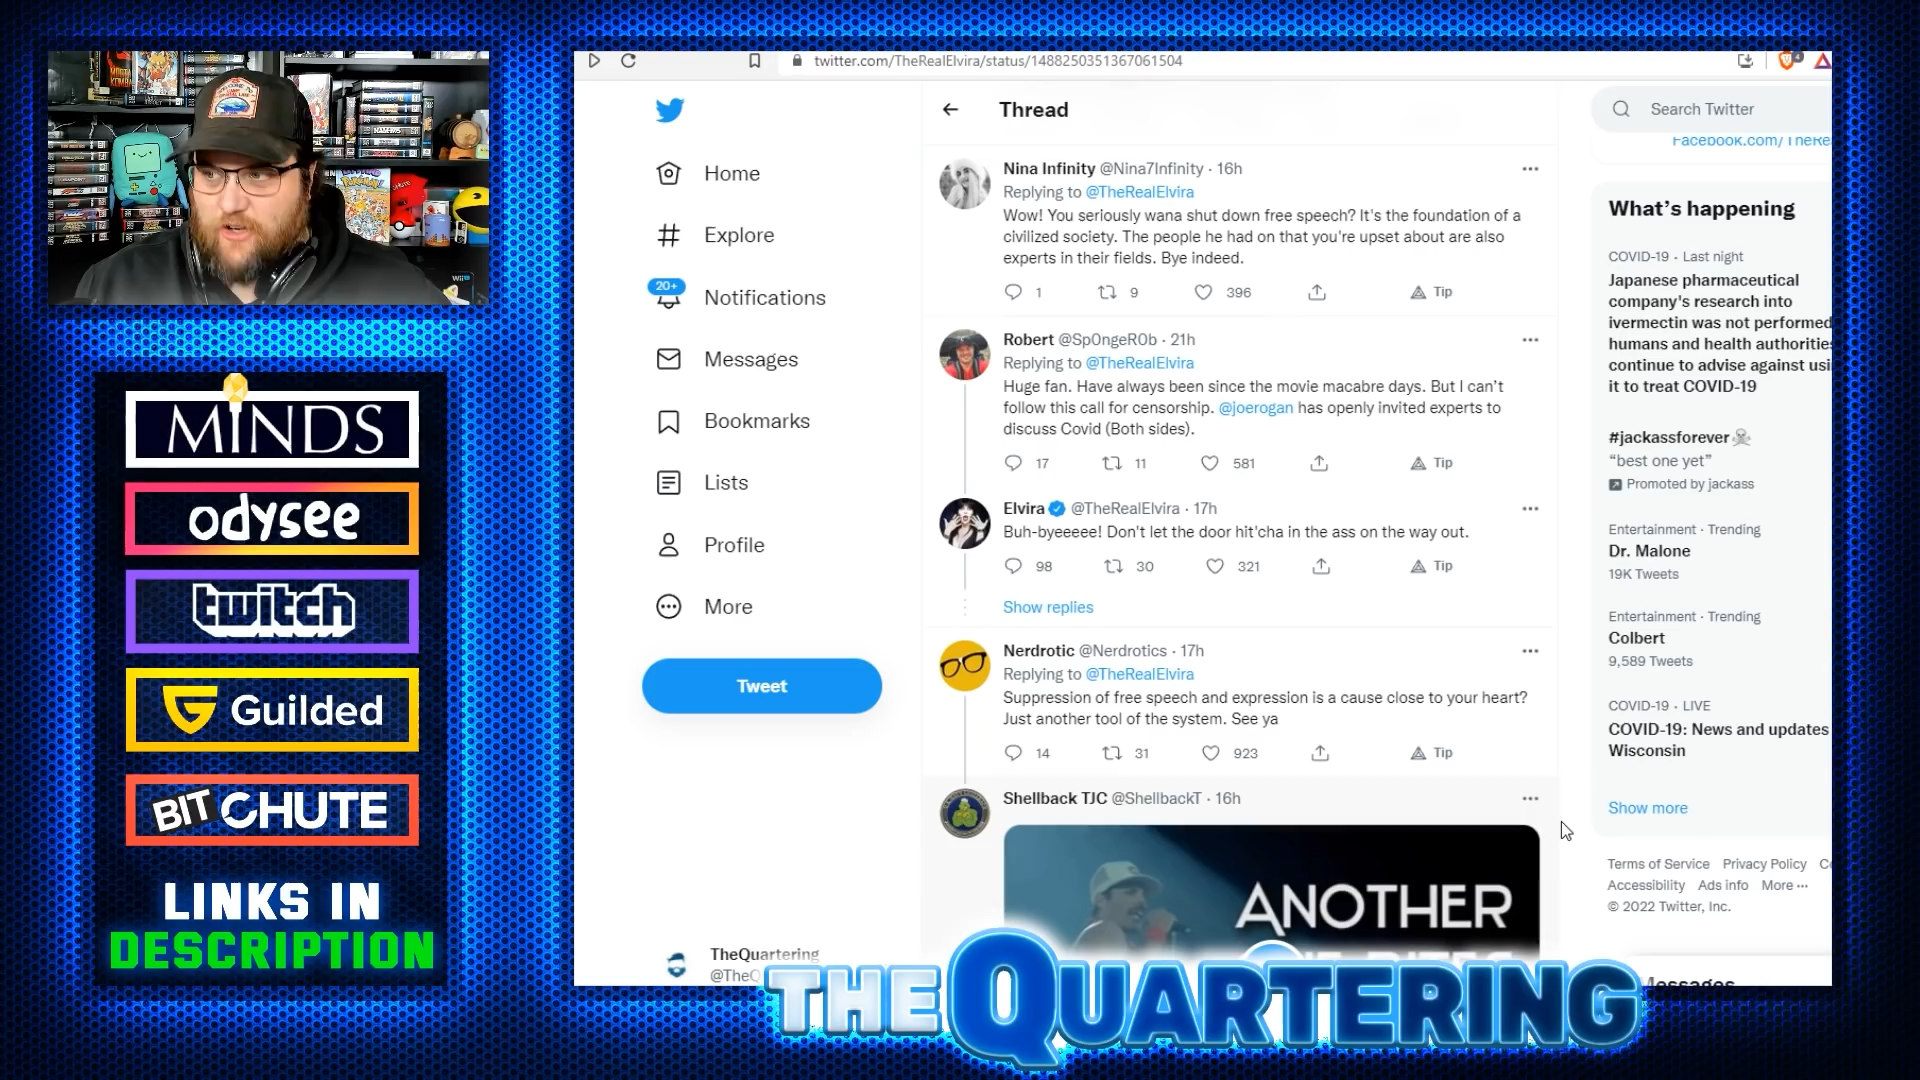 MINDS
odysee
twitch
Guilded
BITCHUTE
LINKS IN
DESCRIPTION
twitter.com/TheRealElvira/status/1488250351367061504
Home
Explore
20+
Notifications
Messages
Bookmarks
Lists
Profile
More
Tweet
TheQuartering
@TheQ
Thread
Nina Infinity @Nina7Infinity · 16h
Replying to @TheRealElvira
Wow! You seriously wana shut down free speech? It's the foundation of a
civilized society. The people he had on that you're upset about are also
experts in their fields. Bye indeed.
1 9 396 Tip
Robert @Sp0ngeR0b · 21h
Replying to @TheRealElvira
Huge fan. Have always been since the movie macabre days. But I can't
follow this call for censorship. @joerogan has openly invited experts to
discuss Covid (Both sides).
17 11 581 Tip
Elvira @TheRealElvira · 17h
Buh-byeeeee! Don't let the door hit'cha in the ass on the way out.
98 30 321 Tip
Show replies
Nerdrotic @Nerdrotics · 17h
Replying to @TheRealElvira
Suppression of free speech and expression is a cause close to your heart?
Just another tool of the system. See ya
14 31 923 Tip
Shellback TJC @ShellbackT · 16h
ANOTHER
THE QUARTERING
Search Twitter
Facebook.com/TheRe
What's happening
COVID-19 · Last night
Japanese pharmaceutical
company's research into
ivermectin was not performed
humans and health authoritie
continue to advise against usi
it to treat COVID-19
#jackassforever
“best one yet”
Promoted by jackass
Entertainment · Trending
Dr. Malone
19K Tweets
Entertainment · Trending
Colbert
9,589 Tweets
COVID-19 · LIVE
COVID-19: News and updates
Wisconsin
Show more
Terms of Service Privacy Policy C
Accessibility Ads info More ···
© 2022 Twitter, Inc.
Messages